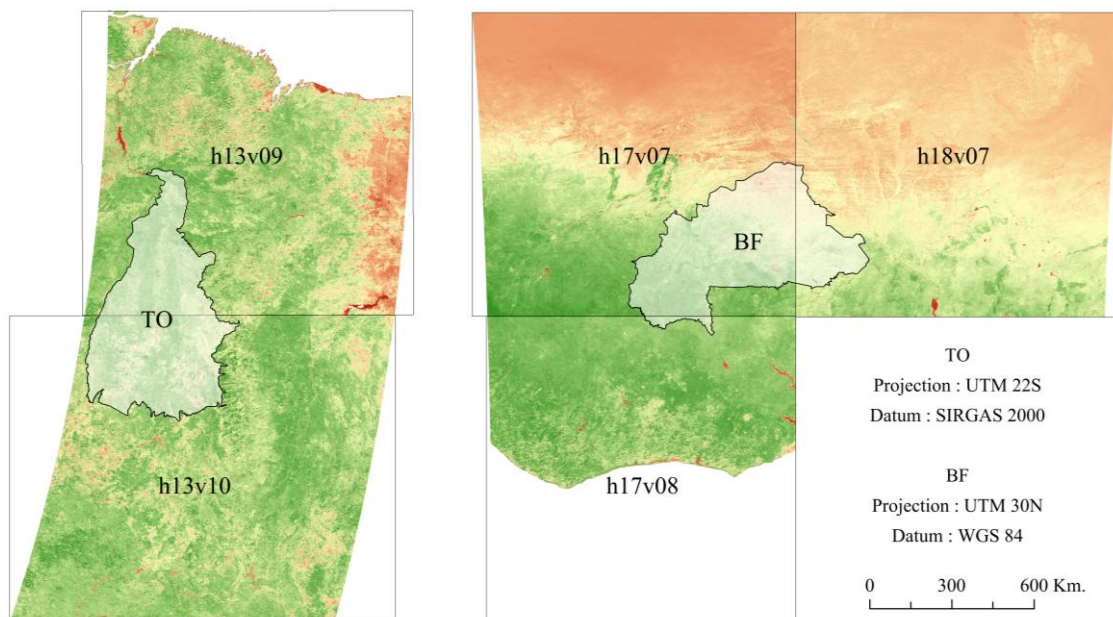 h13v09
TO
h13v10
h17v07
h18v07
BF
h17v08
TO
Projection : UTM 22S
Datum : SIRGAS 2000
BF
Projection : UTM 30N
Datum : WGS 84
0 300 600 Km.